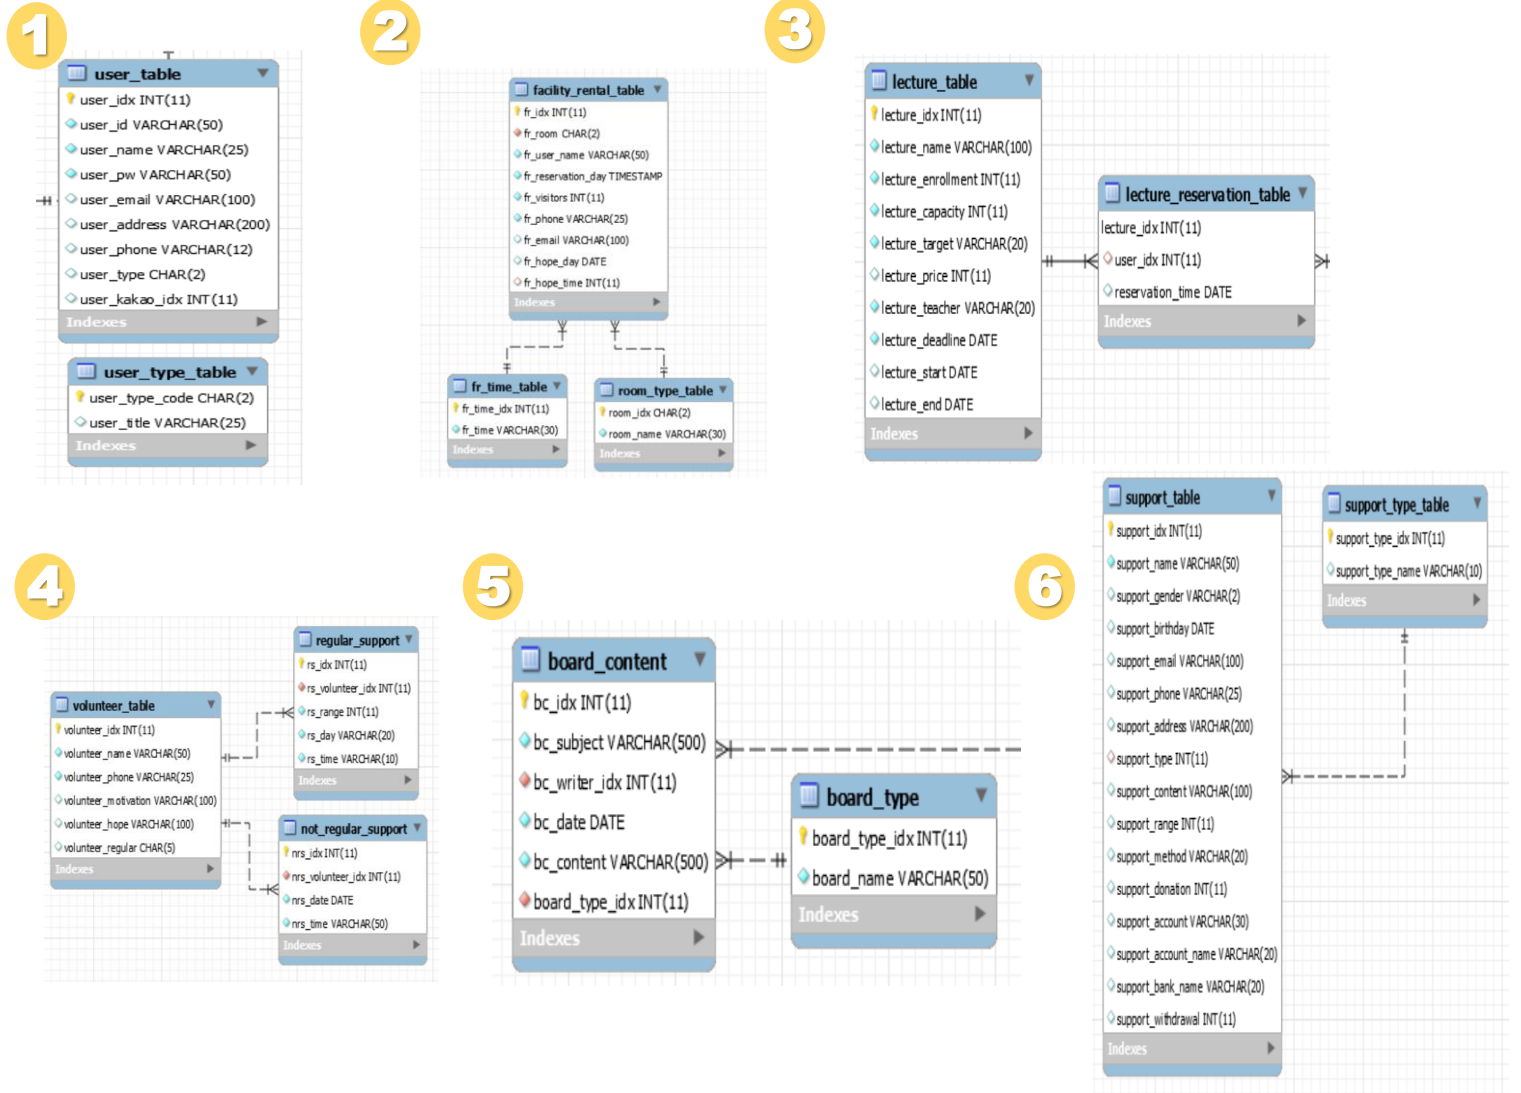 1
user_table
user_idx INT(11)
user_id VARCHAR(50)
user_name VARCHAR(25)
user_pw VARCHAR(50)
user_email VARCHAR(100)
user_address VARCHAR(200)
user_phone VARCHAR(12)
user_type CHAR(2)
user_kakao_idx INT(11)
Indexes
user_type_table
user_type_code CHAR(2)
user_title VARCHAR(25)
Indexes
2
facility_rental_table
fr_idx INT(11)
fr_room CHAR(2)
fr_user_name VARCHAR(50)
fr_reservation_day TIMESTAMP
fr_visitors INT(11)
fr_phone VARCHAR(25)
fr_email VARCHAR(100)
fr_hope_day DATE
fr_hope_time INT(11)
Indexes
fr_time_table
fr_time_idx INT(11)
fr_time VARCHAR(30)
Indexes
room_type_table
room_idx CHAR(2)
room_name VARCHAR(30)
Indexes
3
lecture_table
lecture_idx INT(11)
lecture_name VARCHAR(100)
lecture_enrollment INT(11)
lecture_capacity INT(11)
lecture_target VARCHAR(20)
lecture_price INT(11)
lecture_teacher VARCHAR(20)
lecture_deadline DATE
lecture_start DATE
lecture_end DATE
Indexes
lecture_reservation_table
lecture_idx INT(11)
user_idx INT(11)
reservation_time DATE
Indexes
4
volunteer_table
volunteer_idx INT(11)
volunteer_name VARCHAR(50)
volunteer_phone VARCHAR(25)
volunteer_motivation VARCHAR(100)
volunteer_hope VARCHAR(100)
volunteer_regular CHAR(5)
Indexes
regular_support
rs_idx INT(11)
rs_volunteer_idx INT(11)
rs_range INT(11)
rs_day VARCHAR(20)
rs_time VARCHAR(10)
Indexes
not_regular_support
nrs_idx INT(11)
nrs_volunteer_idx INT(11)
nrs_date DATE
nrs_time VARCHAR(50)
Indexes
5
board_content
bc_idx INT(11)
bc_subject VARCHAR(500)
bc_writer_idx INT(11)
bc_date DATE
bc_content VARCHAR(500)
board_type_idx INT(11)
Indexes
board_type
board_type_idx INT(11)
board_name VARCHAR(50)
Indexes
6
support_table
support_idx INT(11)
support_name VARCHAR(50)
support_gender VARCHAR(2)
support_birthday DATE
support_email VARCHAR(100)
support_phone VARCHAR(25)
support_address VARCHAR(200)
support_type INT(11)
support_content VARCHAR(100)
support_range INT(11)
support_method VARCHAR(20)
support_donation INT(11)
support_account VARCHAR(30)
support_account_name VARCHAR(20)
support_bank_name VARCHAR(20)
support_withdrawal INT(11)
Indexes
support_type_table
support_type_idx INT(11)
support_type_name VARCHAR(10)
Indexes